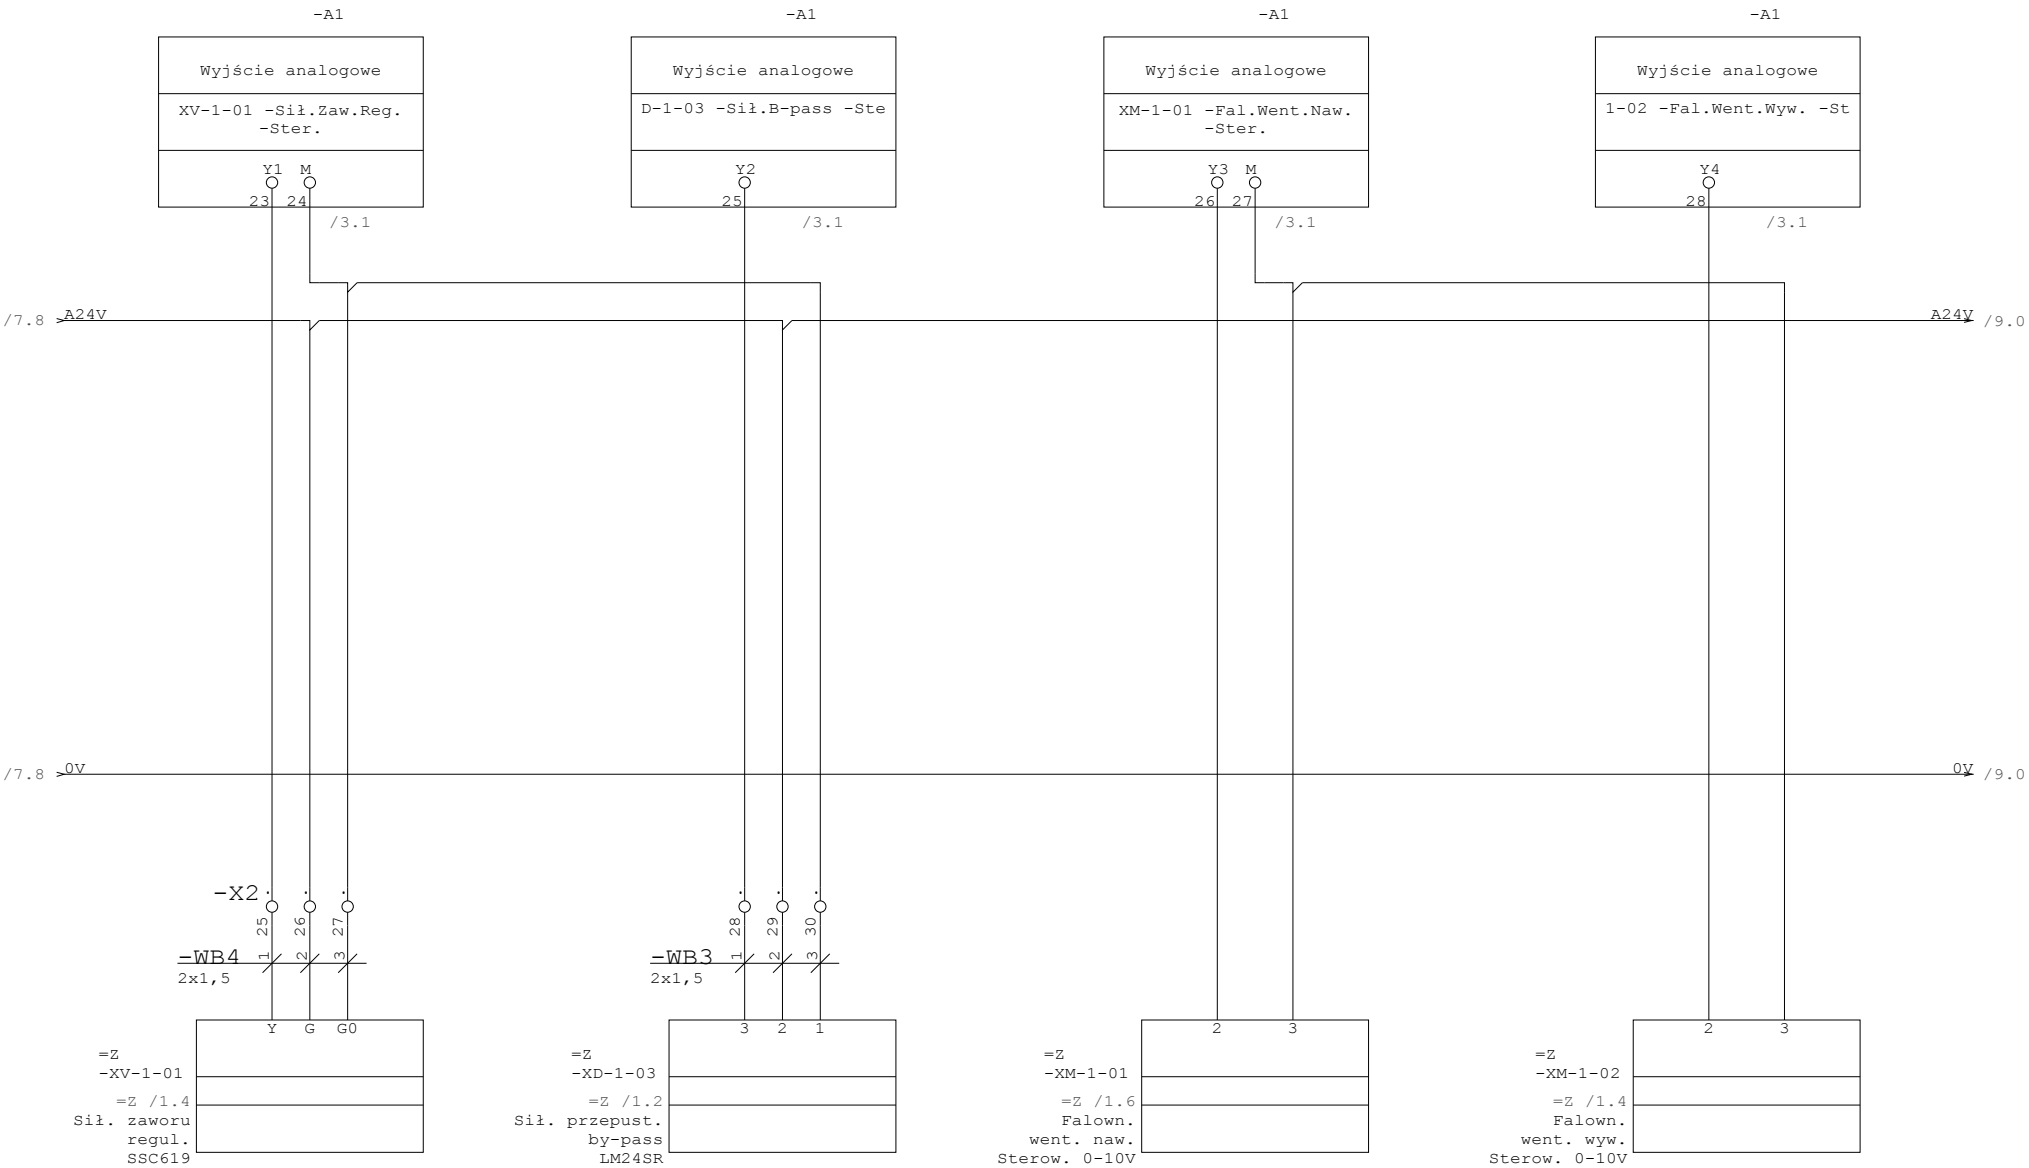 -A1 -A1 -A1 -A1
Wyjście analogowe Wyjście analogowe Wyjście analogowe Wyjście analogowe
XV-1-01 -Sił.Zaw.Reg. D-1-03 -Sił.B-pass -Ste XM-1-01 -Fal.Went.Naw. 1-02 -Fal.Went.Wyw. -St
-Ster. -Ster.
Y1 M Y2 Y3 M Y4
23 24 25 26 27 28
/3.1 /3.1 /3.1 /3.1
/7.8 A24V A24V /9.0
/7.8 0V 0V /9.0
-X2
25 26 27 28 29 30
-WB4 1 2 3 -WB3 1 2 3
2x1,5 2x1,5
Y G G0 3 2 1 2 3 2 3
=Z =Z =Z =Z
-XV-1-01 -XD-1-03 -XM-1-01 -XM-1-02
=Z /1.4 =Z /1.2 =Z /1.6 =Z /1.4
Sił. zaworu Sił. przepust. Falown. Falown.
regul. by-pass went. naw. went. wyw.
SSC619 LM24SR Sterow. 0-10V Sterow. 0-10V